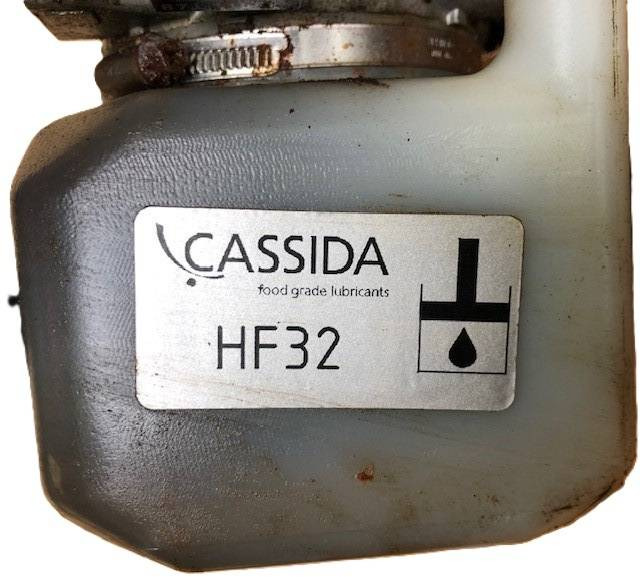 CASSIDA
food grade lubricants
HF32